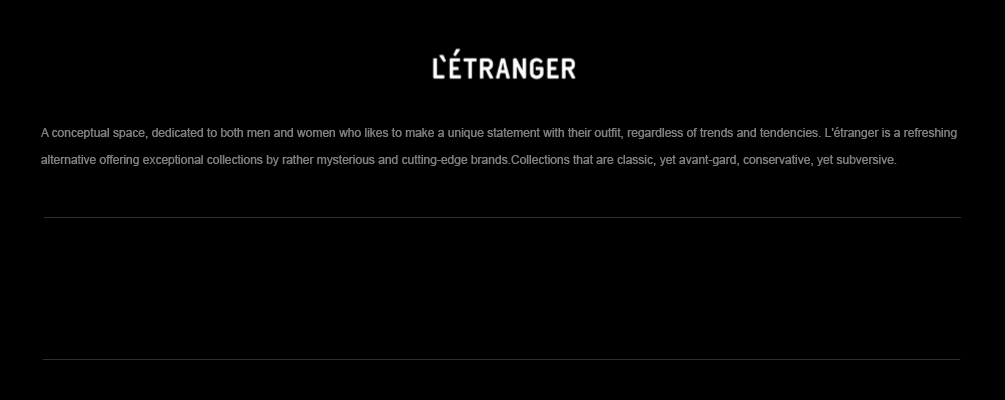 L'ÉTRANGER
A conceptual space, dedicated to both men and women who likes to make a unique statement with their outfit, regardless of trends and tendencies. L'étranger is a refreshing
alternative offering exceptional collections by rather mysterious and cutting-edge brands.Collections that are classic, yet avant-gard, conservative, yet subversive.